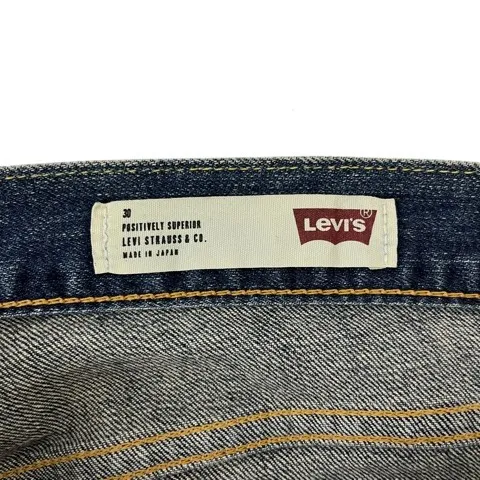 30
POSITIVELY SUPERIOR
LEVI STRAUSS & CO.
MADE IN JAPAN
LEVI'S®